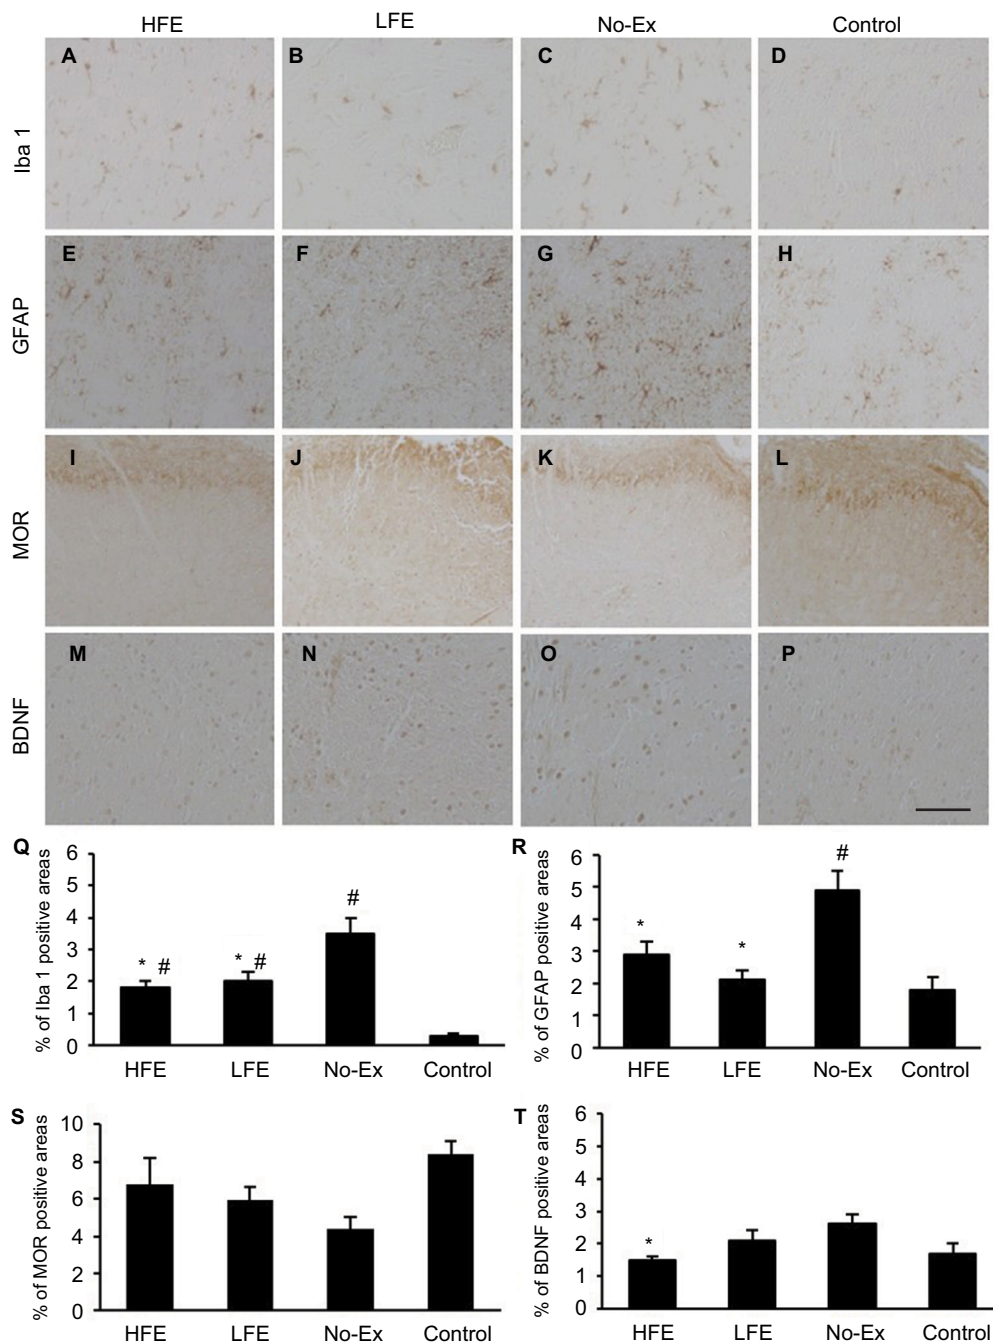 HFE LFE No-Ex Control
Iba 1
A B C D
GFAP
E F G H
MOR
I J K L
BDNF
M N O P
Q
% of Iba 1 positive areas
6
5
4
3
2
1
0
* #
* #
#
HFE LFE No-Ex Control
R
% of GFAP positive areas
6
5
4
3
2
1
0
*
*
#
HFE LFE No-Ex Control
S
% of MOR positive areas
10
8
6
4
2
0
HFE LFE No-Ex Control
T
% of BDNF positive areas
6
5
4
3
2
1
0
*
HFE LFE No-Ex Control